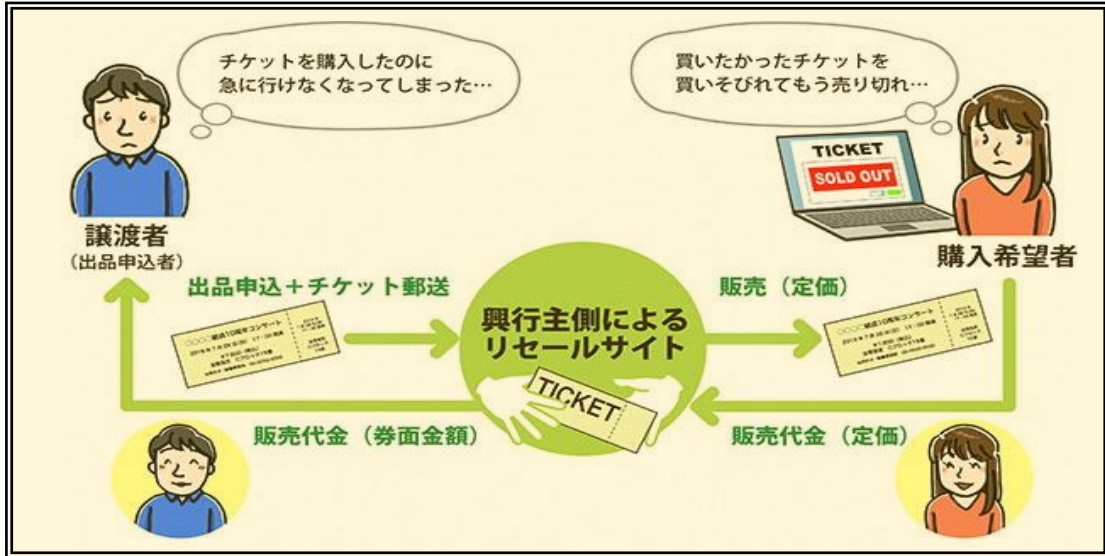 チケットを購入したのに
急に行けなくなってしまった…
買いたかったチケットを
買いそびれてもう売り切れ…
TICKET
SOLD OUT
譲渡者
（出品申込者）
購入希望者
出品申込＋チケット郵送
販売（定価）
興行主側による
リセールサイト
TICKET
販売代金（券面金額）
販売代金（定価）